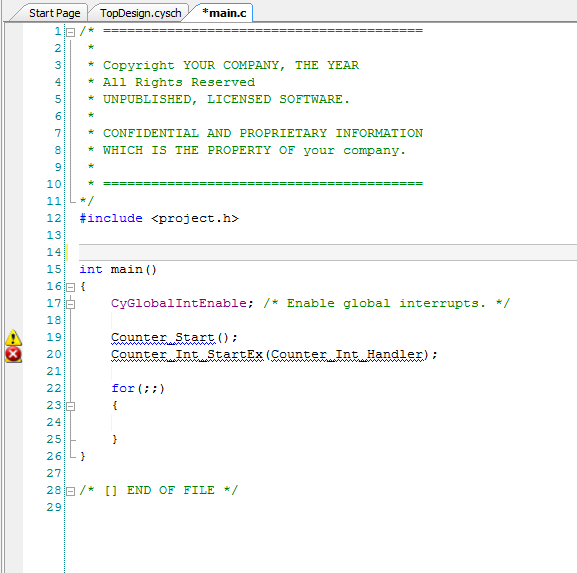 Start Page TopDesign.cysch *main.c
1 /* ========================================
2  *
3  * Copyright YOUR COMPANY, THE YEAR
4  * All Rights Reserved
5  * UNPUBLISHED, LICENSED SOFTWARE.
6  *
7  * CONFIDENTIAL AND PROPRIETARY INFORMATION
8  * WHICH IS THE PROPERTY OF your company.
9  *
10  * ========================================
11 */
12 #include <project.h>
13
14
15 int main()
16 {
17     CyGlobalIntEnable; /* Enable global interrupts. */
18
19     Counter_Start();
20     Counter_Int_StartEx(Counter_Int_Handler);
21
22     for(;;)
23     {
24
25     }
26 }
27
28 /* [] END OF FILE */
29